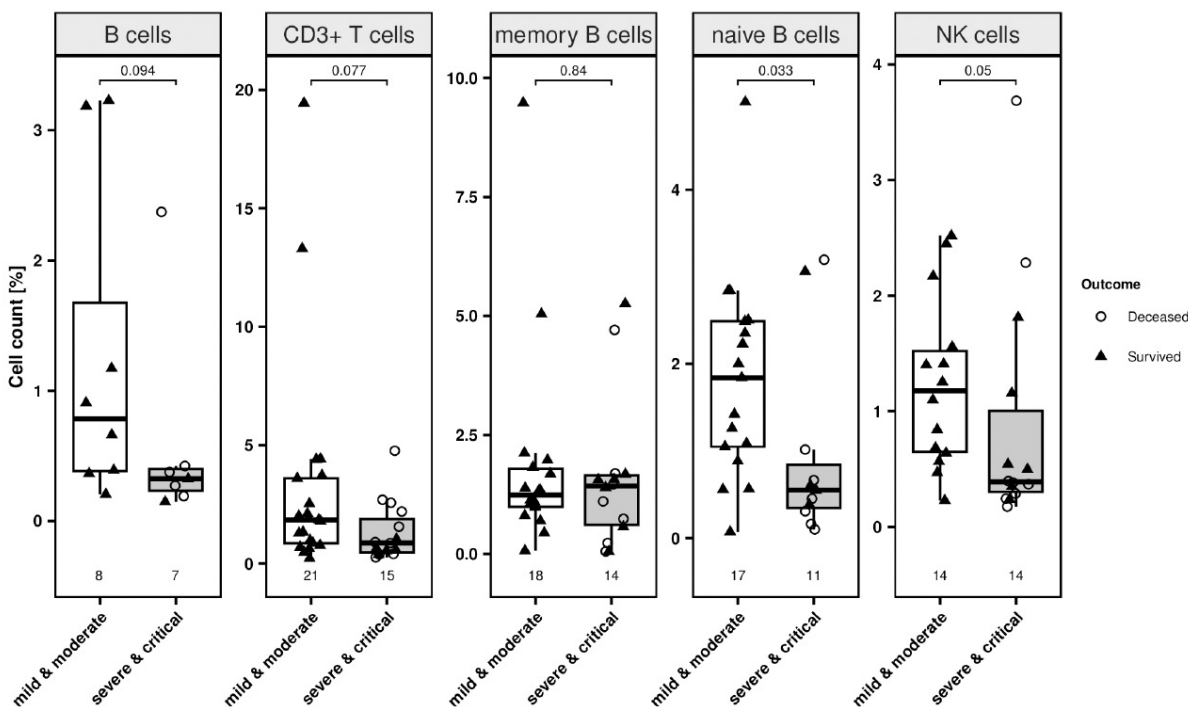 B cells
CD3+ T cells
memory B cells
naive B cells
NK cells
0.094
0.077
0.84
0.033
0.05
Cell count [%]
3
2
1
0
20
15
10
5
0
10.0
7.5
5.0
2.5
0.0
4
2
0
4
3
2
1
0
8
7
21
15
18
14
17
11
14
14
mild & moderate
severe & critical
mild & moderate
severe & critical
mild & moderate
severe & critical
mild & moderate
severe & critical
mild & moderate
severe & critical
Outcome
Deceased
Survived